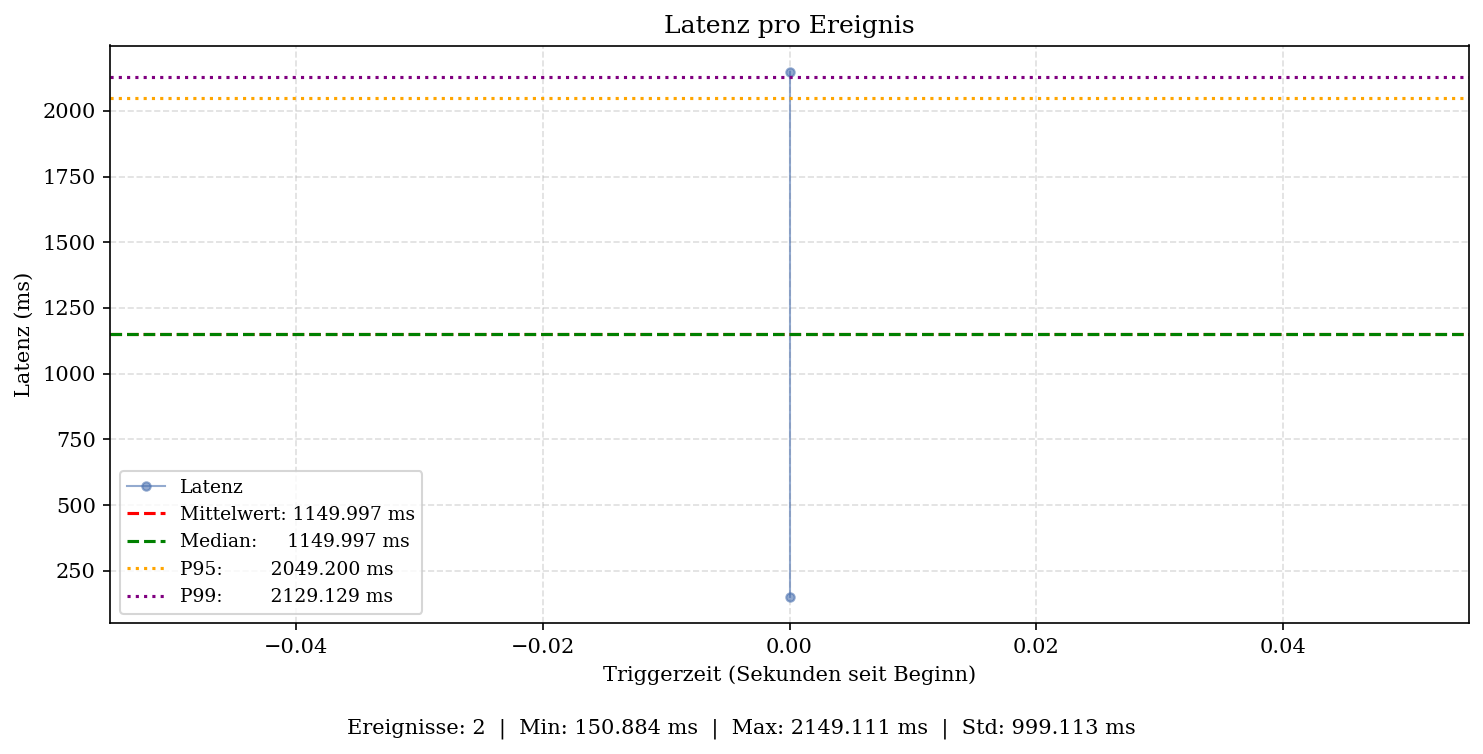 Latenz pro Ereignis
Latenz (ms)
2000
1750
1500
1250
1000
750
500
250
Latenz
Mittelwert: 1149.997 ms
Median: 1149.997 ms
P95: 2049.200 ms
P99: 2129.129 ms
−0.04 −0.02 0.00 0.02 0.04
Triggerzeit (Sekunden seit Beginn)
Ereignisse: 2 | Min: 150.884 ms | Max: 2149.111 ms | Std: 999.113 ms